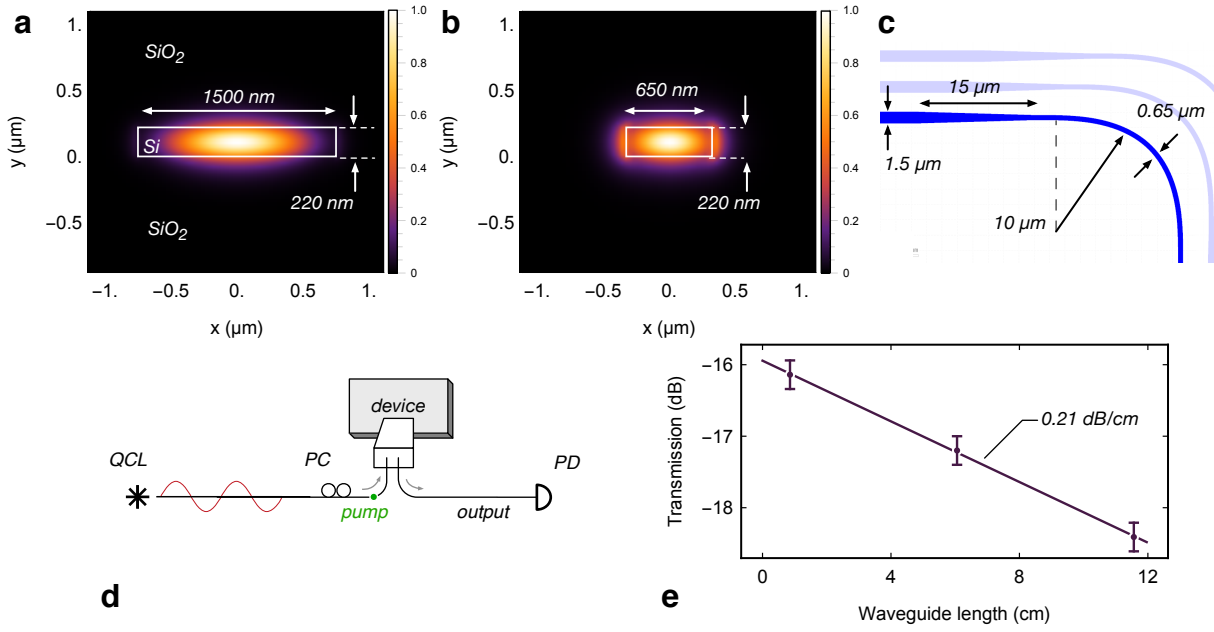 a
y (μm)
1.
0.5
0.
−0.5
SiO2
1500 nm
Si
220 nm
SiO2
−1.
−0.5
0.
0.5
1.
x (μm)
1.0
0.8
0.6
0.4
0.2
0
b
y (μm)
1.
0.5
0.
−0.5
650 nm
220 nm
−1.
−0.5
0.
0.5
1.
x (μm)
1.0
0.8
0.6
0.4
0.2
0
c
15 μm
0.65μm
1.5 μm
10 μm
d
QCL
PC
device
PD
pump
output
e
Transmission (dB)
−16
−17
−18
0.21 dB/cm
0
4
8
12
Waveguide length (cm)